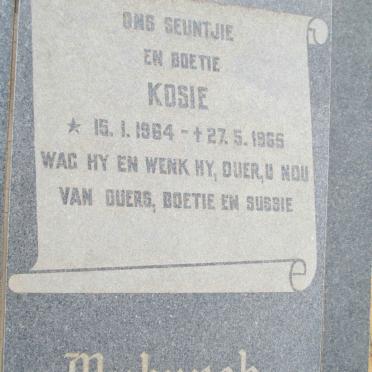 ONS SEUNTJIE
EN BOETIE
KOSIE
★ 15.1.1964 - ✝ 27.5.1965
WAG HY EN WENK HY, OUER, U NOU
VAN OUERS, BOETIE EN SUSSIE